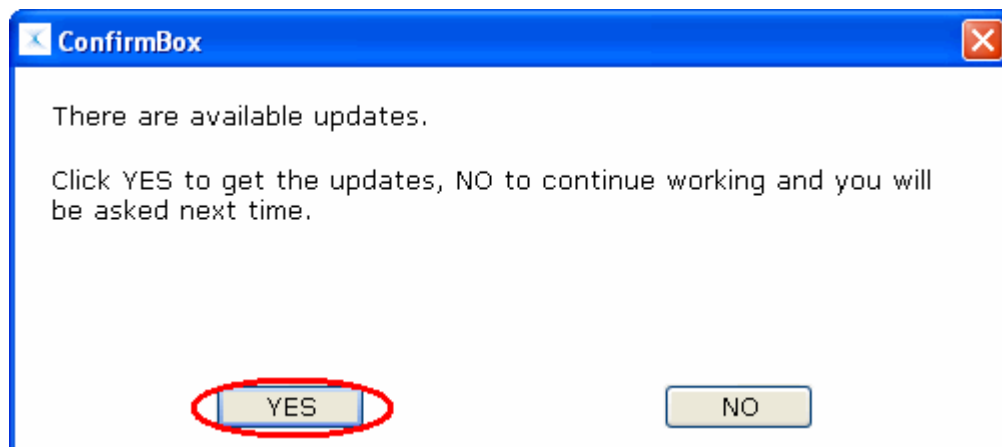 ConfirmBox
There are available updates.
Click YES to get the updates, NO to continue working and you will
be asked next time.
YES
NO